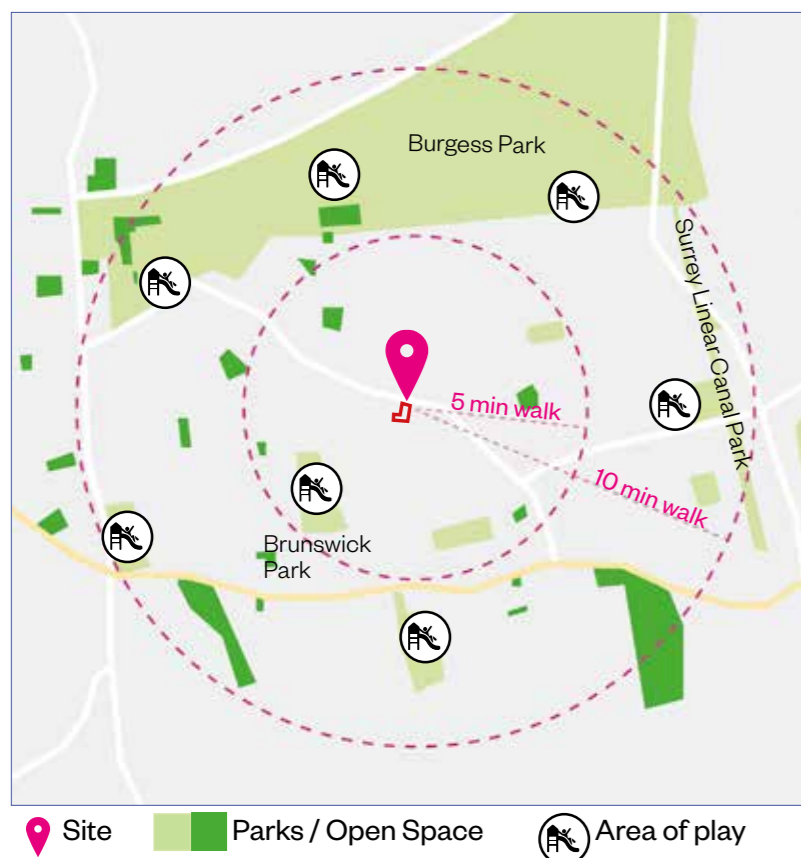 Burgess Park
Surrey Linear Canal Park
5 min walk
10 min walk
Brunswick
Park
Site
Parks / Open Space
Area of play